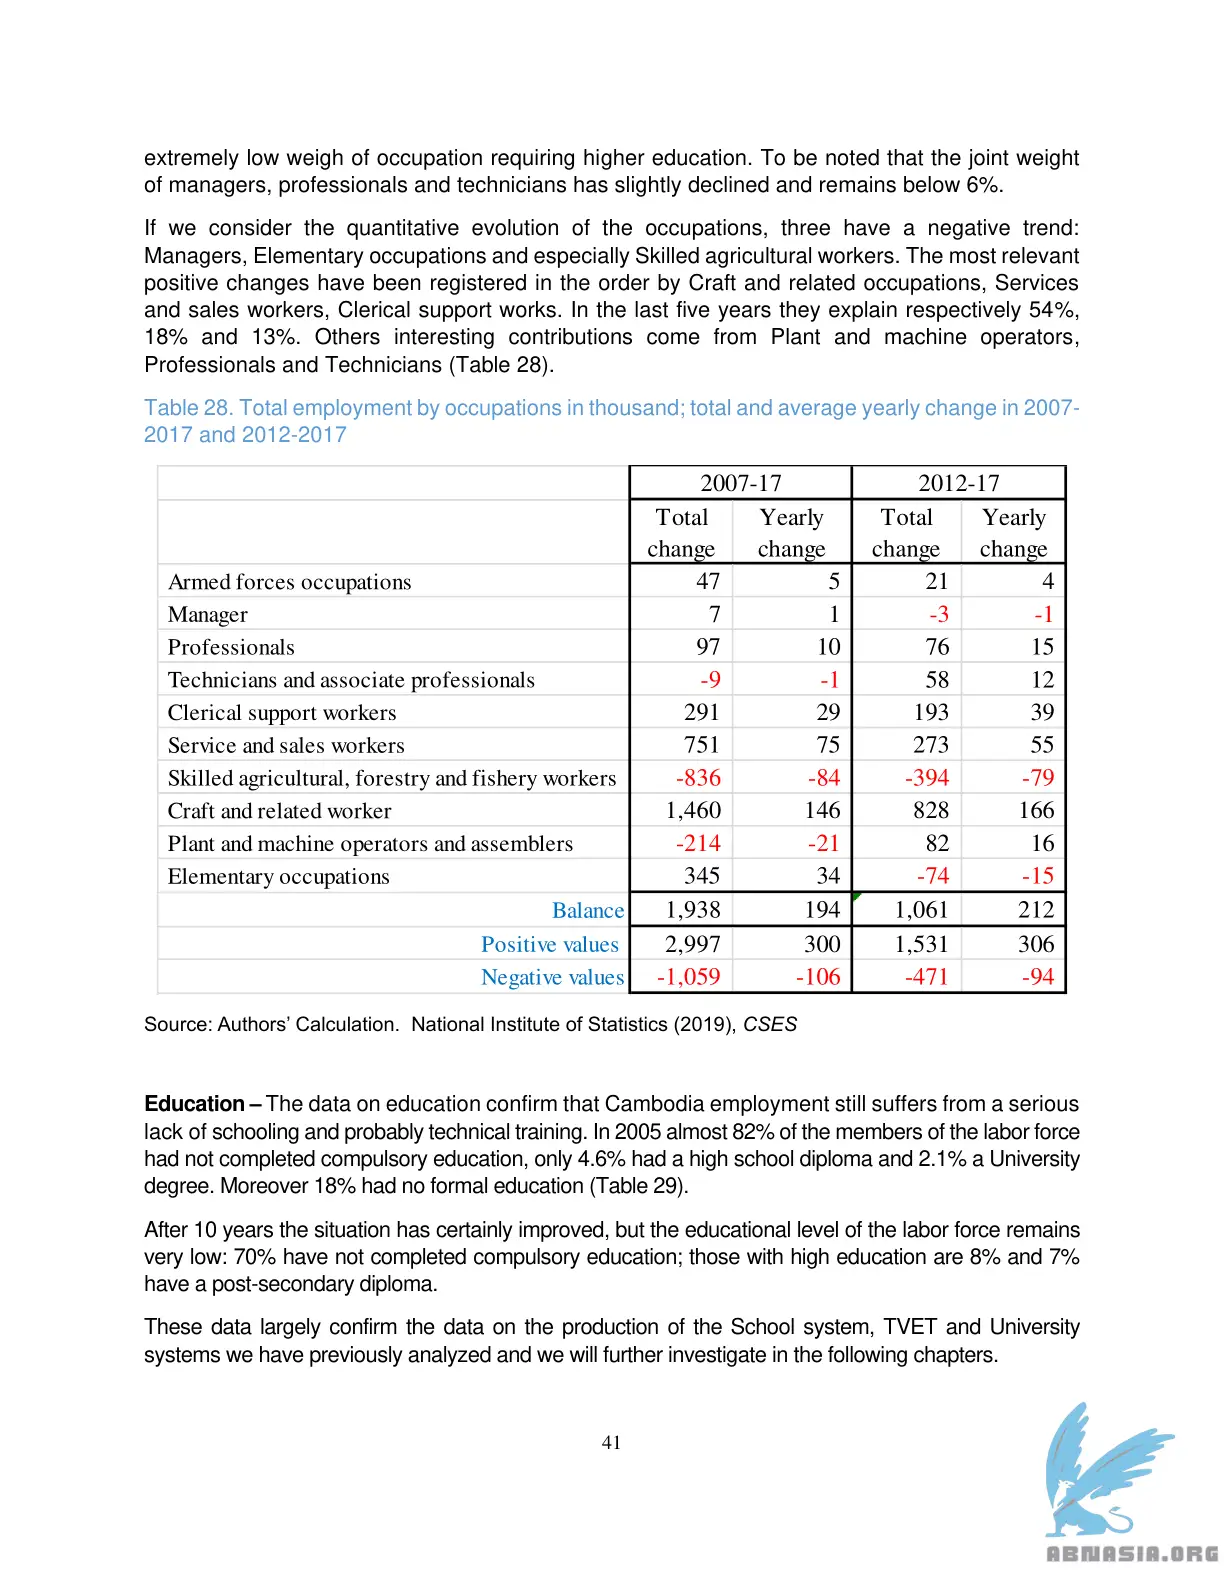 extremely low weigh of occupation requiring higher education. To be noted that the joint weight
of managers, professionals and technicians has slightly declined and remains below 6%.
If we consider the quantitative evolution of the occupations, three have a negative trend:
Managers, Elementary occupations and especially Skilled agricultural workers. The most relevant
positive changes have been registered in the order by Craft and related occupations, Services
and sales workers, Clerical support works. In the last five years they explain respectively 54%,
18% and 13%. Others interesting contributions come from Plant and machine operators,
Professionals and Technicians (Table 28).
Table 28. Total employment by occupations in thousand; total and average yearly change in 2007-
2017 and 2012-2017
2007-17 2012-17
Total Yearly Total Yearly
change change change change
Armed forces occupations 47 5 21 4
Manager 7 1 -3 -1
Professionals 97 10 76 15
Technicians and associate professionals -9 -1 58 12
Clerical support workers 291 29 193 39
Service and sales workers 751 75 273 55
Skilled agricultural, forestry and fishery workers -836 -84 -394 -79
Craft and related worker 1,460 146 828 166
Plant and machine operators and assemblers -214 -21 82 16
Elementary occupations 345 34 -74 -15
Balance 1,938 194 1,061 212
Positive values 2,997 300 1,531 306
Negative values -1,059 -106 -471 -94
Source: Authors’ Calculation. National Institute of Statistics (2019), CSES
Education – The data on education confirm that Cambodia employment still suffers from a serious
lack of schooling and probably technical training. In 2005 almost 82% of the members of the labor force
had not completed compulsory education, only 4.6% had a high school diploma and 2.1% a University
degree. Moreover 18% had no formal education (Table 29).
After 10 years the situation has certainly improved, but the educational level of the labor force remains
very low: 70% have not completed compulsory education; those with high education are 8% and 7%
have a post-secondary diploma.
These data largely confirm the data on the production of the School system, TVET and University
systems we have previously analyzed and we will further investigate in the following chapters.
41
ABNASIA.ORG